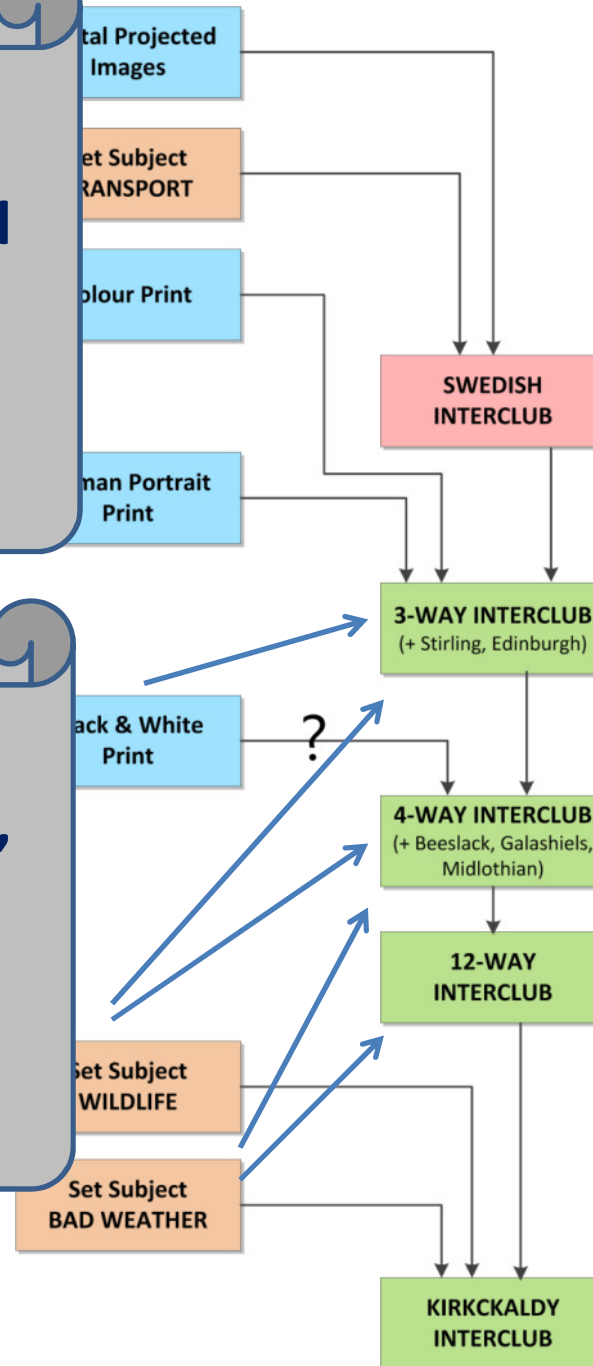 tal Projected
Images
et Subject
RANSPORT
olour Print
SWEDISH
INTERCLUB
man Portrait
Print
3-WAY INTERCLUB
(+ Stirling, Edinburgh)
ack & White
Print
?
4-WAY INTERCLUB
(+ Beeslack, Galashiels,
Midlothian)
12-WAY
INTERCLUB
Set Subject
WILDLIFE
Set Subject
BAD WEATHER
KIRKCKALDY
INTERCLUB